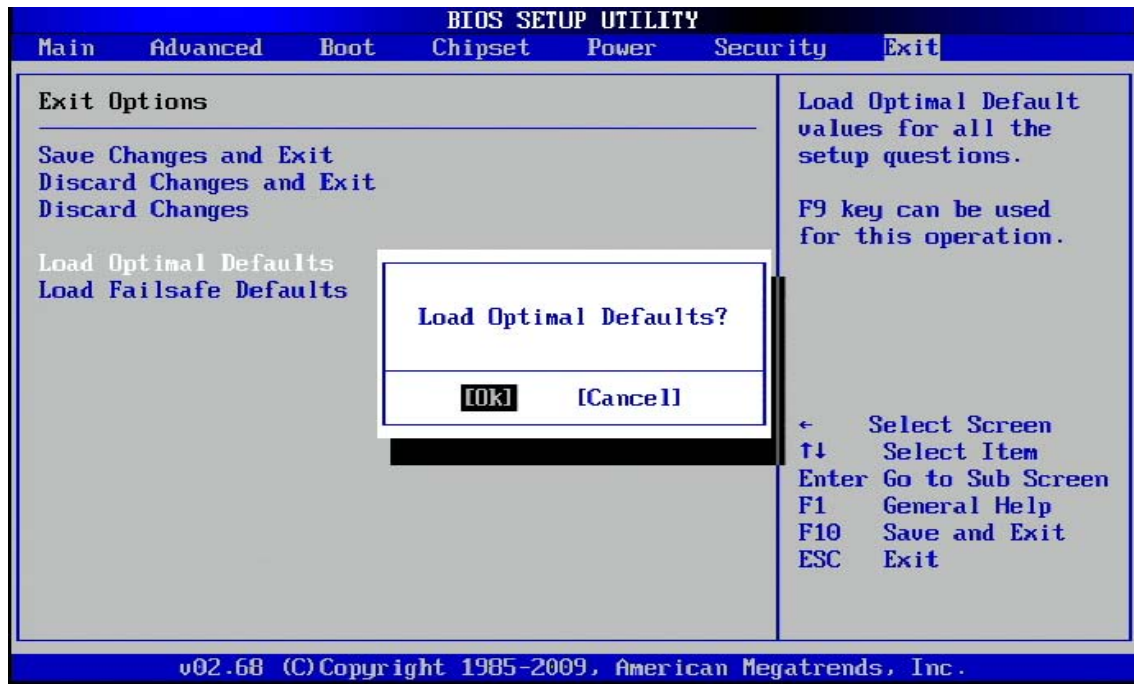 BIOS SETUP UTILITY
Main Advanced Boot Chipset Power Security Exit
Exit Options
Save Changes and Exit
Discard Changes and Exit
Discard Changes
Load Optimal Defaults
Load Failsafe Defaults
Load Optimal Defaults?
[Ok] [Cancel]
Load Optimal Default
values for all the
setup questions.
F9 key can be used
for this operation.
← Select Screen
↑↓ Select Item
Enter Go to Sub Screen
F1 General Help
F10 Save and Exit
ESC Exit
v02.68 (C)Copyright 1985-2009, American Megatrends, Inc.